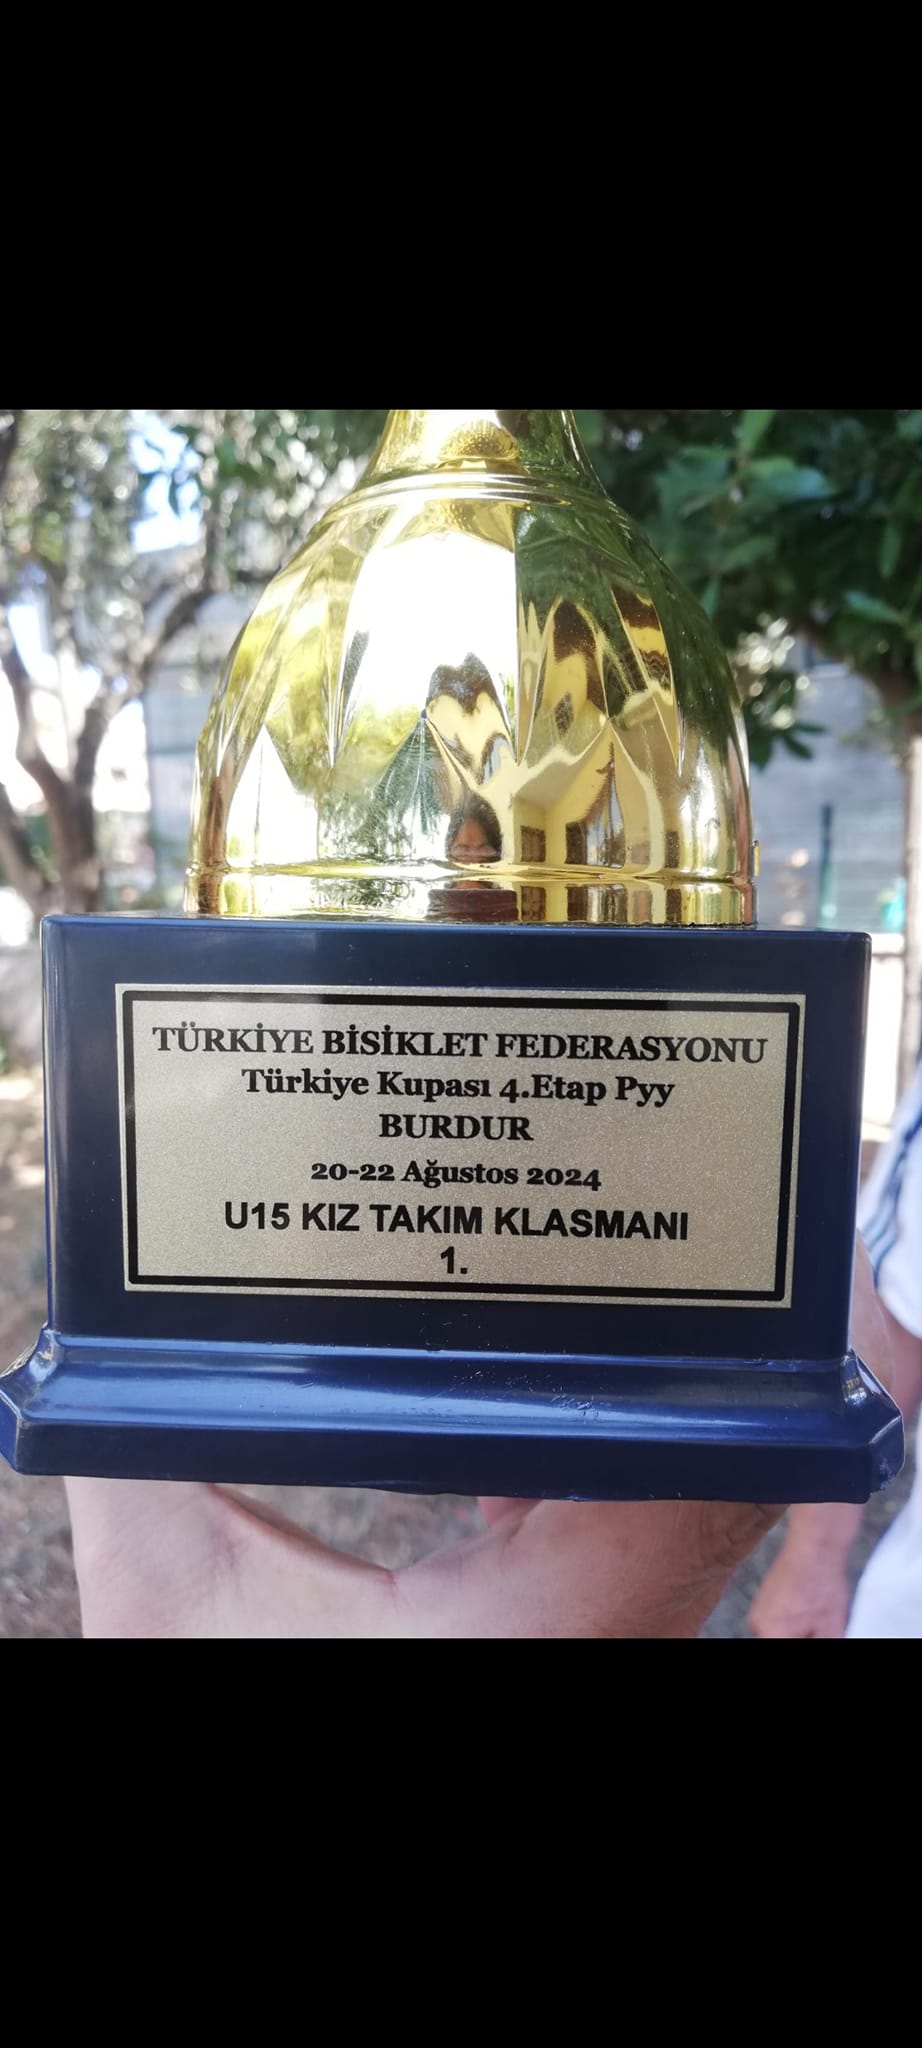 TÜRKİYE BİSİKLET FEDERASYONU
Türkiye Kupası 4.Etap Pyy
BURDUR
20-22 Ağustos 2024
U15 KIZ TAKIM KLASMANI
1.